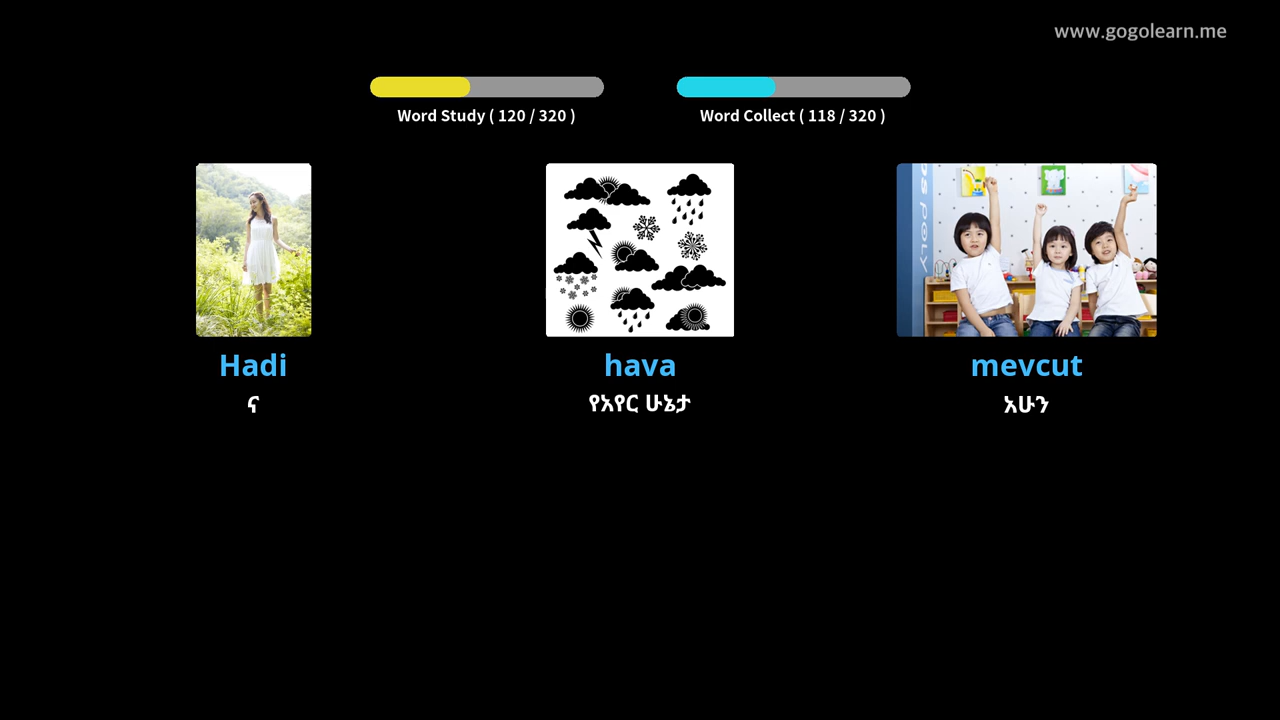 www.gogolearn.me
Word Study ( 120 / 320 )
Word Collect ( 118 / 320 )
Hadi
hava
mevcut
ና
የአየር ሁኔታ
አሁን